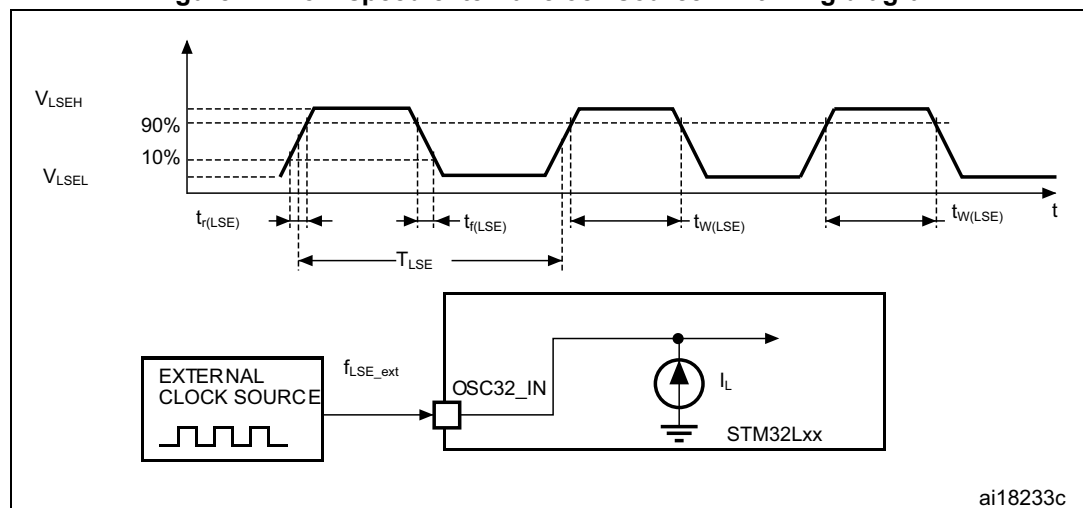 V_LSEH
90%
10%
V_LSEL
t_r(LSE)
t_f(LSE)
t_W(LSE)
t_W(LSE)
t
T_LSE
EXTERNAL
CLOCK SOURCE
f_LSE_ext
OSC32_IN
I_L
STM32Lxx
ai18233c